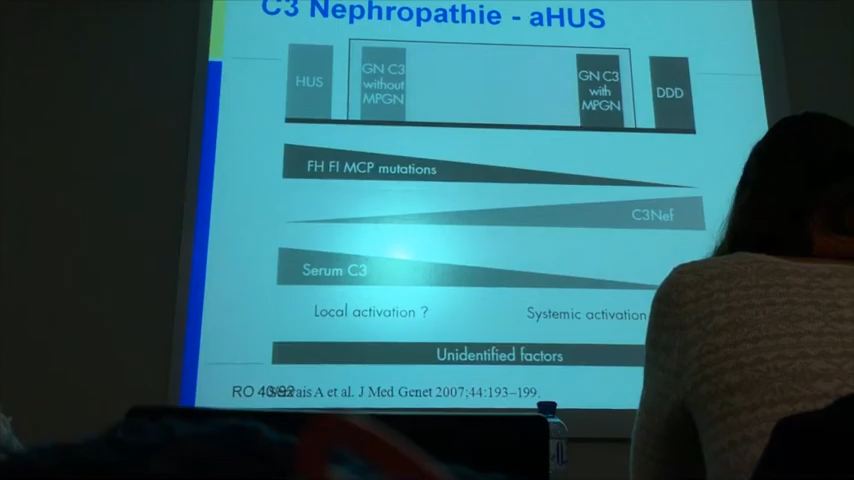 C3 Nephropathie - aHUS
HUS
GN C3
without
MPGN
GN C3
with
MPGN
DDD
FH FI MCP mutations
C3Nef
Serum C3
Local activation ?
Systemic activation
Unidentified factors
RO 40/92
A et al. J Med Genet 2007;44:193–199.